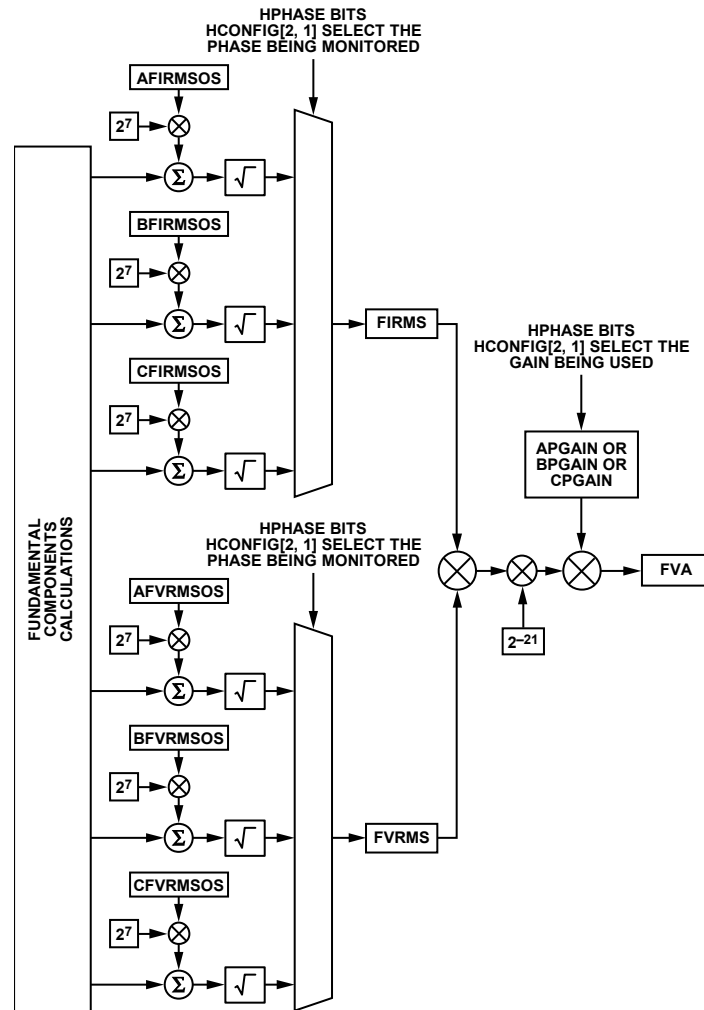 HPHASE BITS
HCONFIG[2, 1] SELECT THE
PHASE BEING MONITORED
AFIRMSOS
2⁷
Σ
√
BFIRMSOS
2⁷
Σ
√
FIRMS
CFIRMSOS
2⁷
Σ
√
HPHASE BITS
HCONFIG[2, 1] SELECT THE
GAIN BEING USED
APGAIN OR
BPGAIN OR
CPGAIN
FUNDAMENTAL
COMPONENTS
CALCULATIONS
HPHASE BITS
HCONFIG[2, 1] SELECT THE
PHASE BEING MONITORED
AFVRMSOS
2⁷
Σ
√
BFVRMSOS
2⁷
Σ
√
FVRMS
CFVRMSOS
2⁷
Σ
√
2⁻²¹
FVA